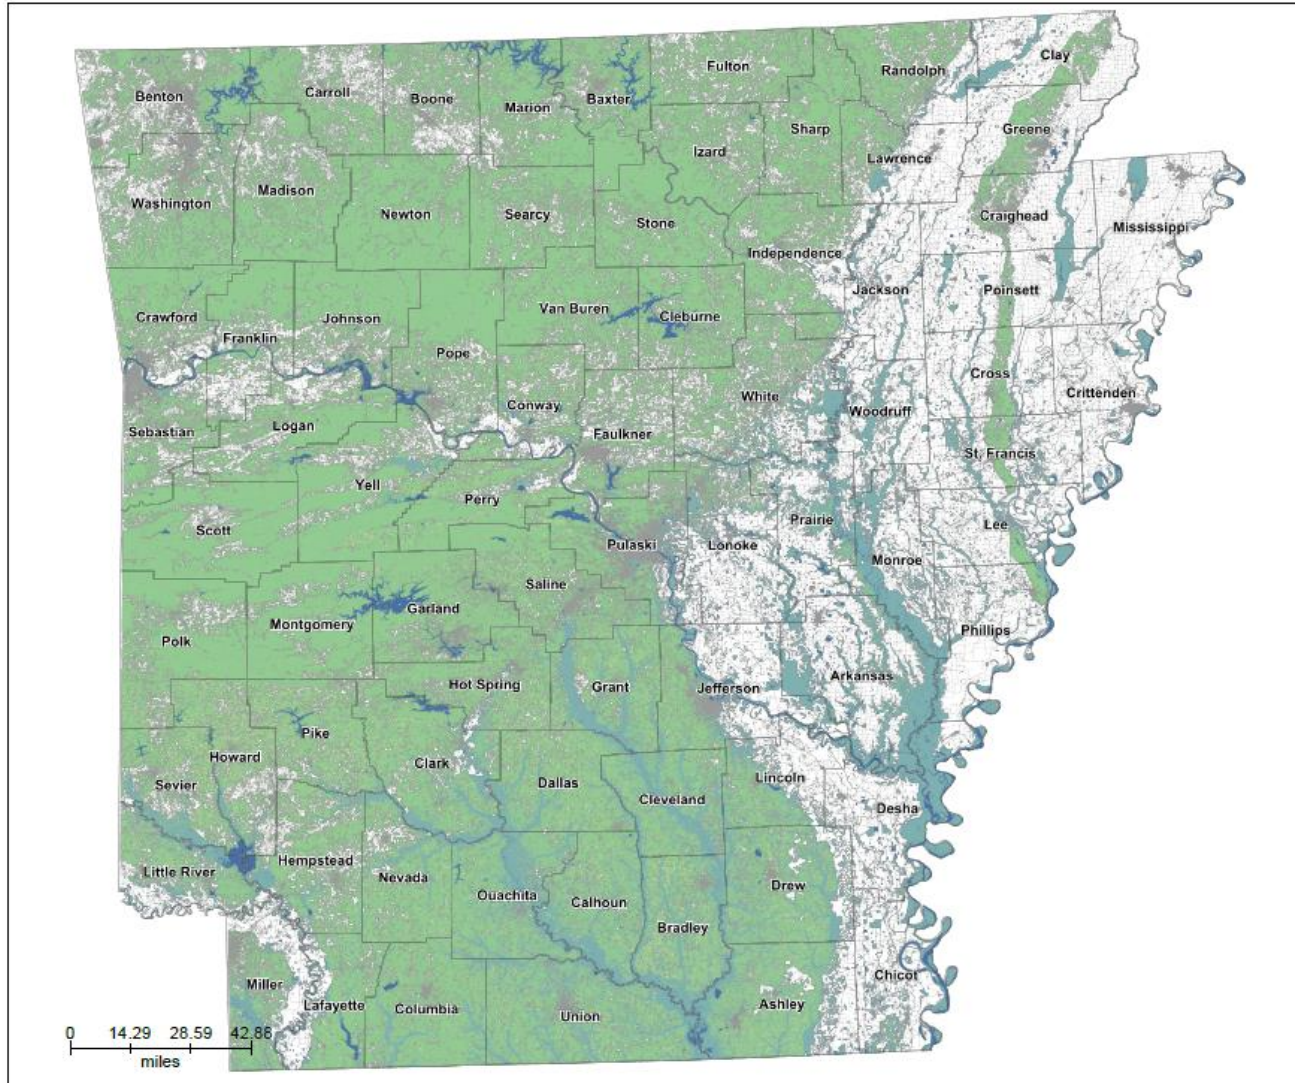 Clay
Fulton
Randolph
Carroll
Benton
Boone
Baxter
Marion
Sharp
Greene
Izard
Lawrence
Madison
Washington
Newton
Searcy
Stone
Craighead
Mississippi
Independence
Jackson
Poinsett
Van Buren
Cleburne
Crawford
Johnson
Franklin
Pope
Cross
Crittenden
White
Conway
Woodruff
Logan
Sebastian
Faulkner
St. Francis
Yell
Perry
Scott
Prairie
Lee
Pulaski
Lonoke
Monroe
Saline
Garland
Montgomery
Polk
Phillips
Hot Spring
Grant
Jefferson
Arkansas
Pike
Howard
Clark
Sevier
Dallas
Lincoln
Cleveland
Desha
Hempstead
Little River
Nevada
Ouachita
Calhoun
Drew
Bradley
Chicot
Miller
Lafayette
Columbia
Union
Ashley
0 14.29 28.59 42.88
miles